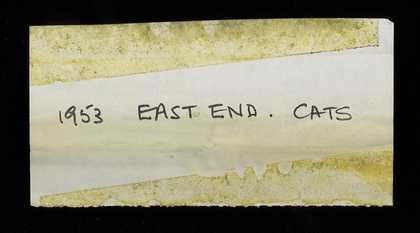 1953 EAST END. CATS